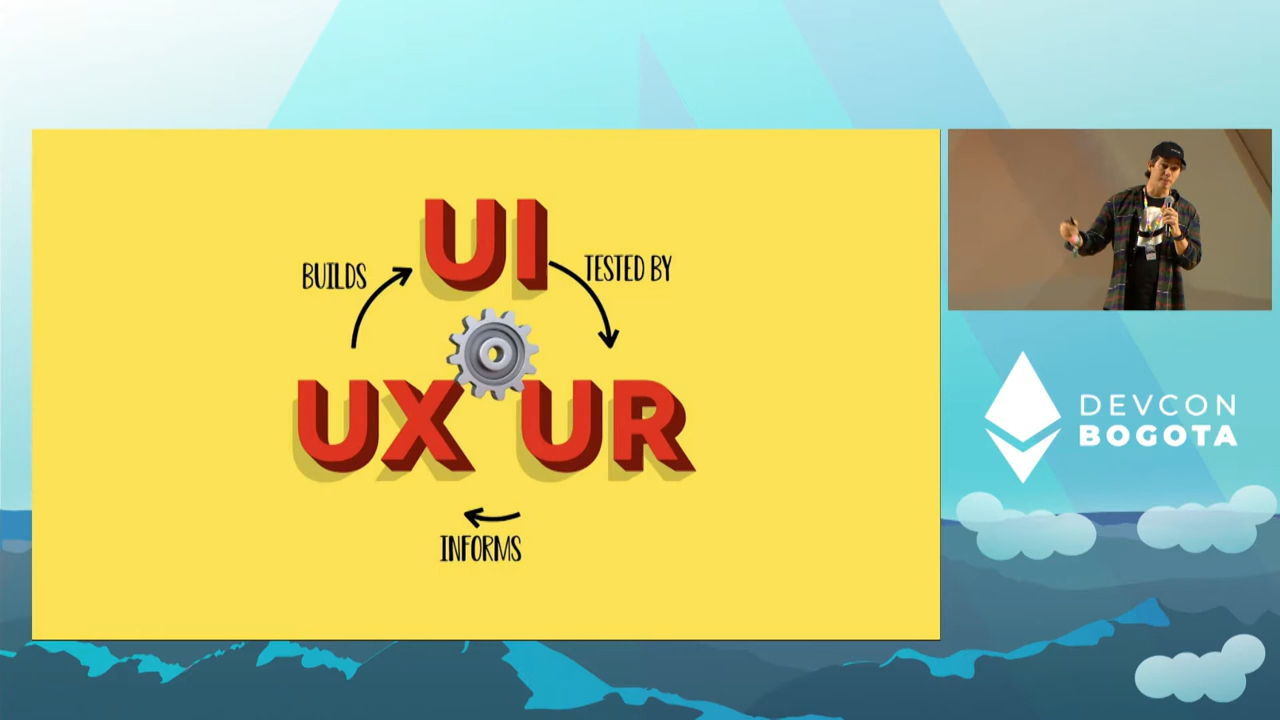 UI
BUILDS
TESTED BY
UX
UR
INFORMS
DEVCON
BOGOTA